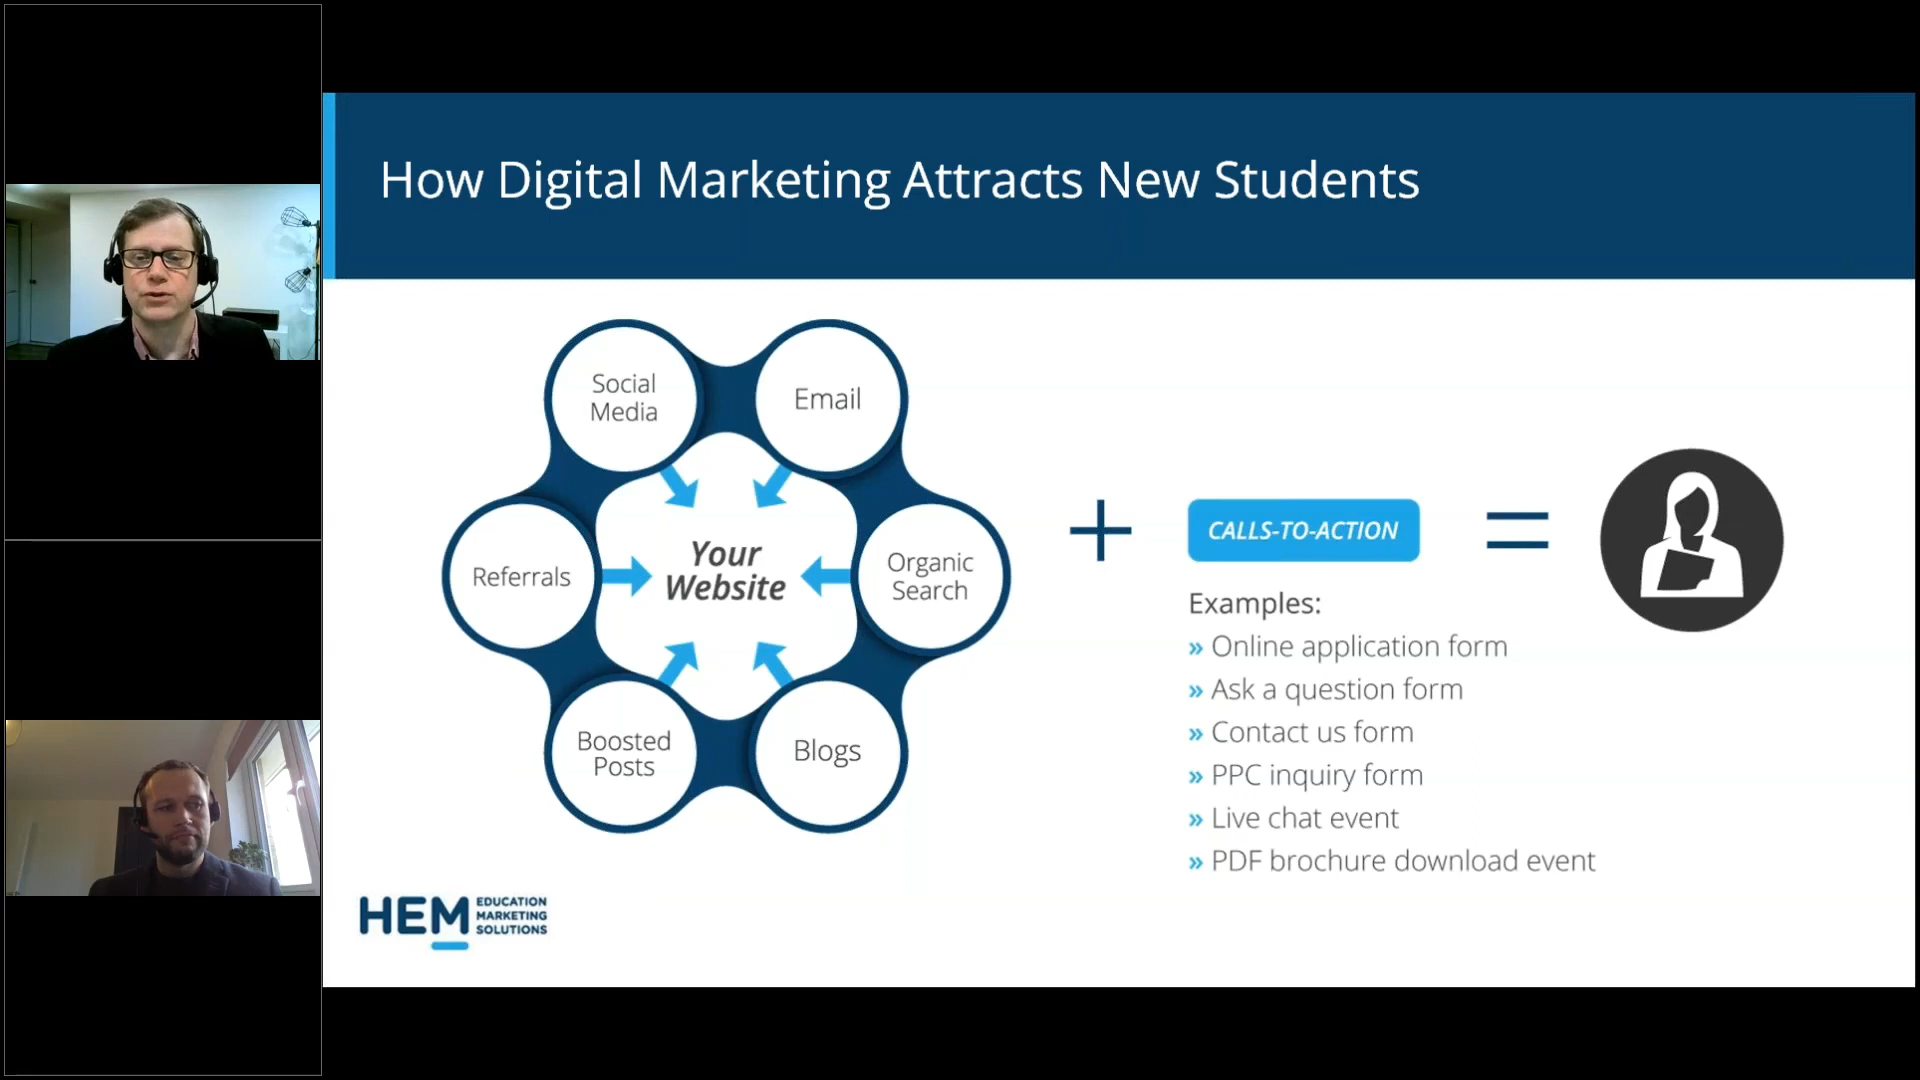 How Digital Marketing Attracts New Students
Social
Media
Email
Referrals
Your
Website
Organic
Search
Boosted
Posts
Blogs
CALLS-TO-ACTION
Examples:
» Online application form
» Ask a question form
» Contact us form
» PPC inquiry form
» Live chat event
» PDF brochure download event
HEM
EDUCATION
MARKETING
SOLUTIONS